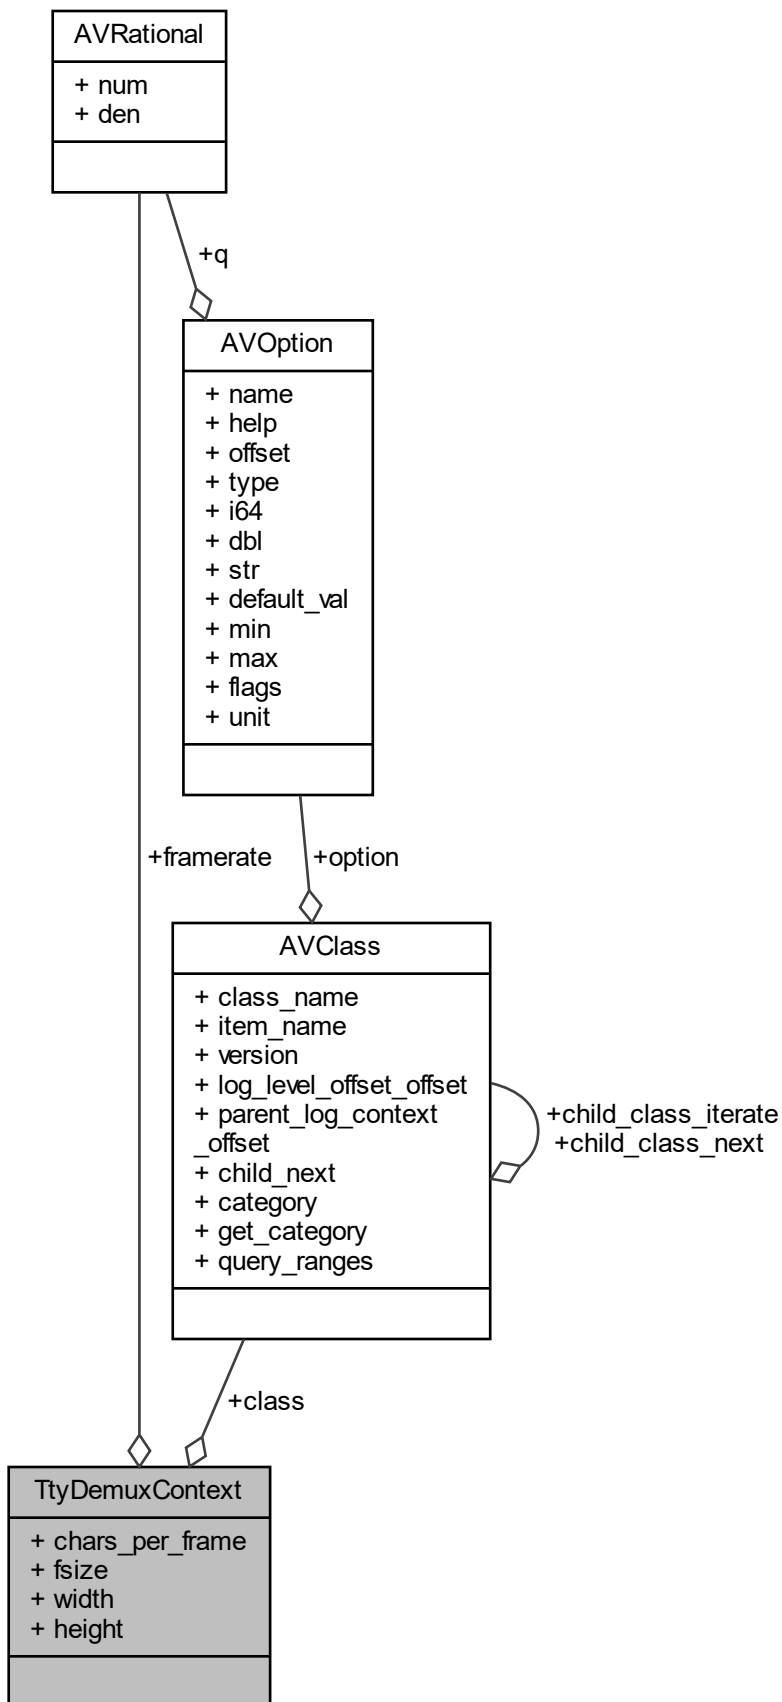 AVRational
+ num
+ den
+q
AVOption
+ name
+ help
+ offset
+ type
+ i64
+ dbl
+ str
+ default_val
+ min
+ max
+ flags
+ unit
+framerate
+option
AVClass
+ class_name
+ item_name
+ version
+ log_level_offset_offset
+ parent_log_context
_offset
+ child_next
+ category
+ get_category
+ query_ranges
+child_class_iterate
+child_class_next
+class
TtyDemuxContext
+ chars_per_frame
+ fsize
+ width
+ height